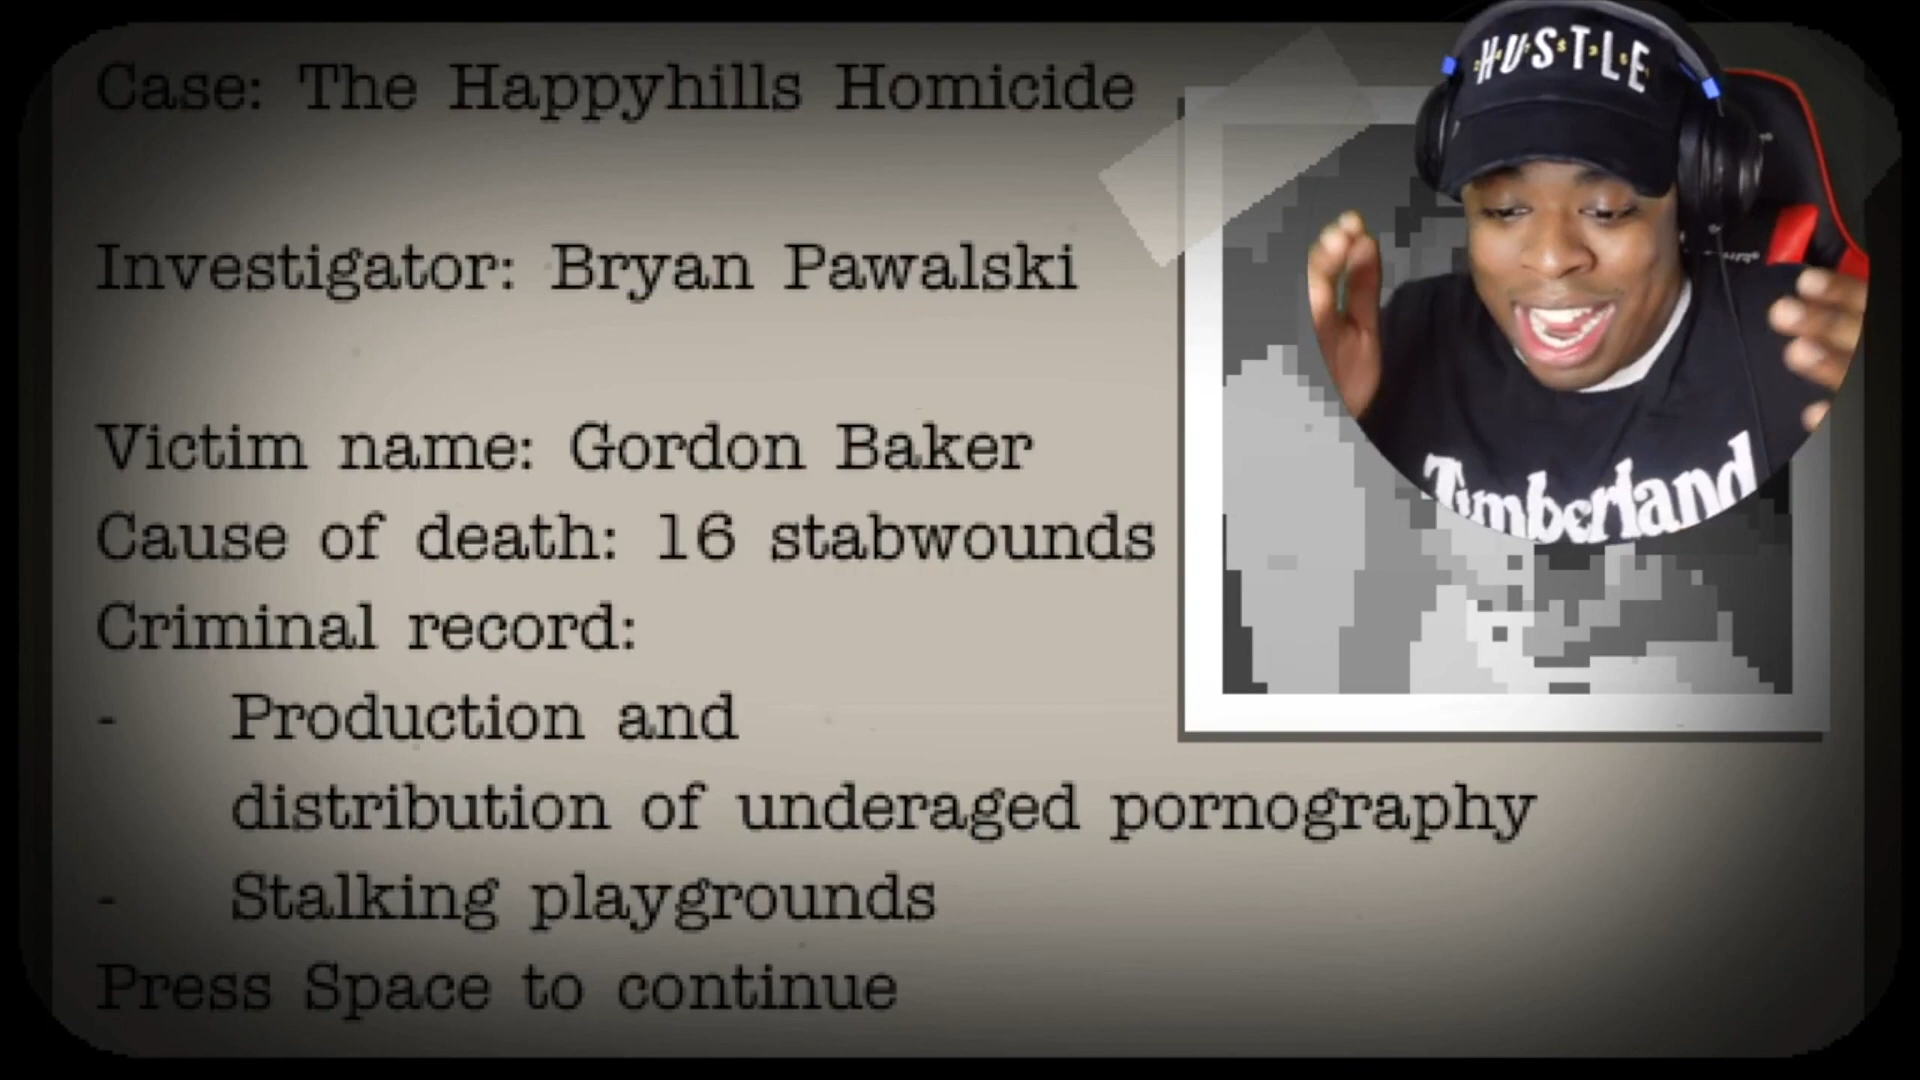 Case: The Happyhills Homicide
HUSTLE
Investigator: Bryan Pawalski
Victim name: Gordon Baker
Timberland
Cause of death: 16 stabwounds
Criminal record:
- Production and
distribution of underaged pornography
- Stalking playgrounds
Press Space to continue